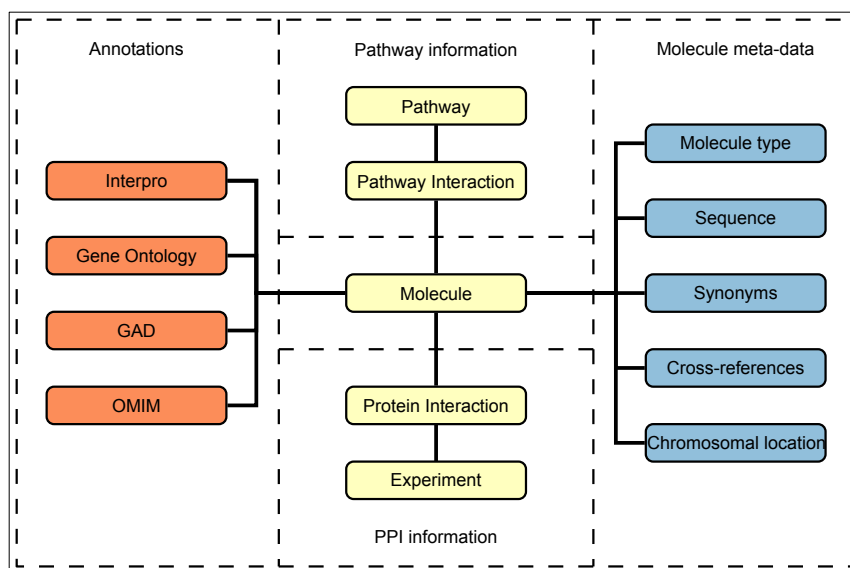 Annotations
Pathway information
Molecule meta-data
Pathway
Molecule type
Interpro
Pathway Interaction
Sequence
Gene Ontology
Molecule
Synonyms
GAD
Cross-references
OMIM
Protein Interaction
Chromosomal location
Experiment
PPI information